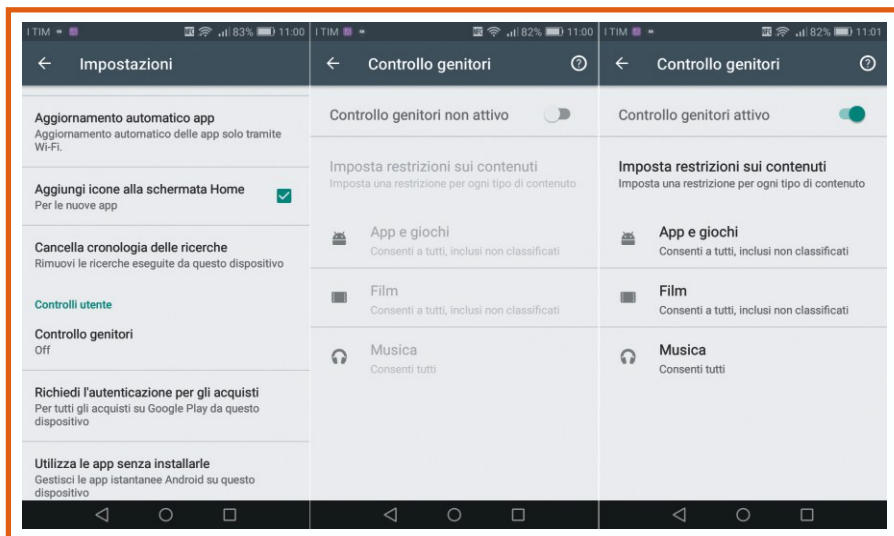 I TIM
83%
11:00
Impostazioni
Aggiornamento automatico app
Aggiornamento automatico delle app solo tramite
Wi-Fi.
Aggiungi icone alla schermata Home
Per le nuove app
Cancella cronologia delle ricerche
Rimuovi le ricerche eseguite da questo dispositivo
Controlli utente
Controllo genitori
Off
Richiedi l'autenticazione per gli acquisti
Per tutti gli acquisti su Google Play da questo
dispositivo
Utilizza le app senza installarle
Gestisci le app istantanee Android su questo
dispositivo
I TIM
82%
11:00
Controllo genitori
?
Controllo genitori non attivo
Imposta restrizioni sui contenuti
Imposta una restrizione per ogni tipo di contenuto
App e giochi
Consenti a tutti, inclusi non classificati
Film
Consenti a tutti, inclusi non classificati
Musica
Consenti tutti
I TIM
82%
11:01
Controllo genitori
?
Controllo genitori attivo
Imposta restrizioni sui contenuti
Imposta una restrizione per ogni tipo di contenuto
App e giochi
Consenti a tutti, inclusi non classificati
Film
Consenti a tutti, inclusi non classificati
Musica
Consenti tutti